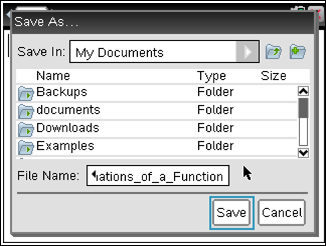 Save As...
Save In: My Documents
Name Type Size
Backups Folder
documents Folder
Downloads Folder
Examples Folder
File Name: ations_of_a_Function
Save Cancel